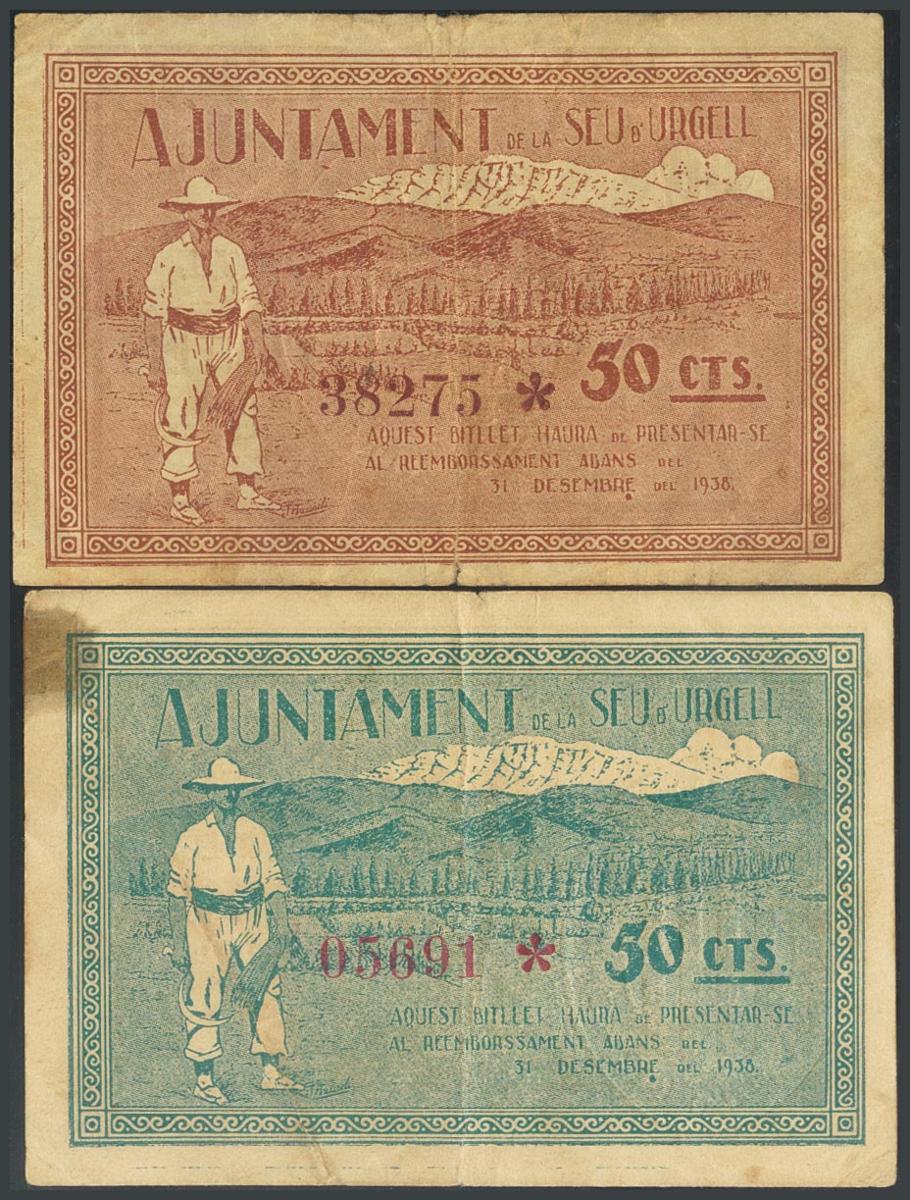 AJUNTAMENT DE LA SEU D'URGELL
38275 * 50 CTS.
AQUEST BITLLET HAURA DE PRESENTAR-SE
AL REEMBORSSAMENT ABANS DEL
31 DESEMBRE DEL 1938.
AJUNTAMENT DE LA SEU D'URGELL
05691 * 50 CTS.
AQUEST BITLLET HAURA DE PRESENTAR-SE
AL REEMBORSSAMENT ABANS DEL
31 DESEMBRE DEL 1938.